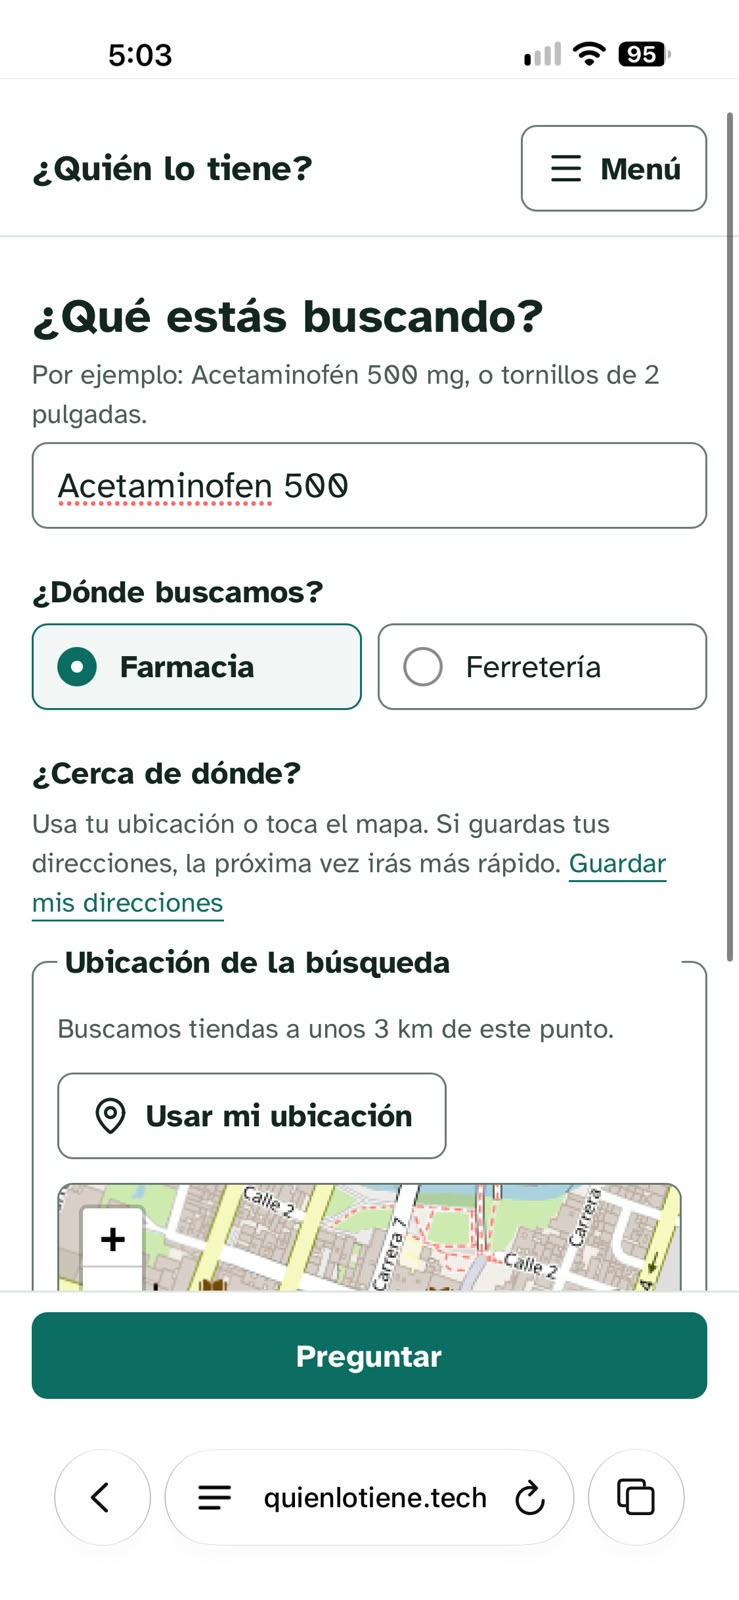 5:03
95
¿Quién lo tiene?
Menú
¿Qué estás buscando?
Por ejemplo: Acetaminofén 500 mg, o tornillos de 2
pulgadas.
Acetaminofen 500
¿Dónde buscamos?
Farmacia
Ferretería
¿Cerca de dónde?
Usa tu ubicación o toca el mapa. Si guardas tus
direcciones, la próxima vez irás más rápido. Guardar
mis direcciones
Ubicación de la búsqueda
Buscamos tiendas a unos 3 km de este punto.
Usar mi ubicación
Calle 2
Carrera 7
Carrera
Calle 2
4
+
Preguntar
quienlotiene.tech